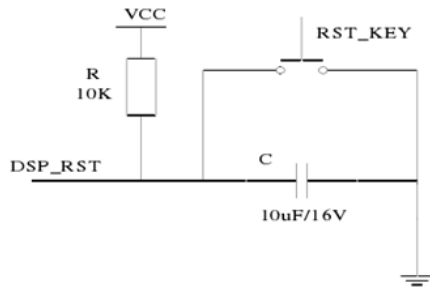 VCC
RST_KEY
R
10K
C
DSP_RST
10uF/16V